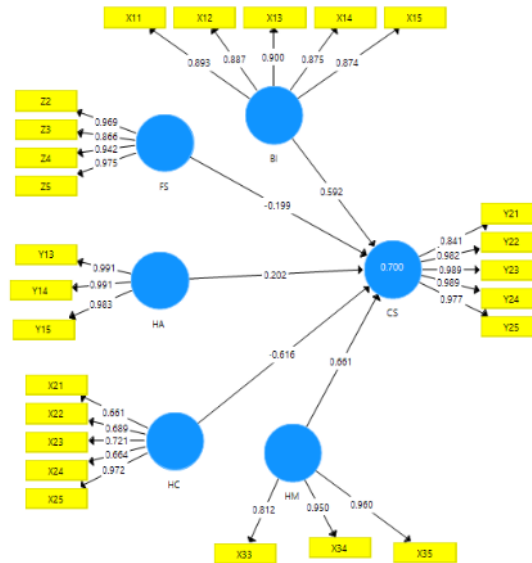 X11 X12 X13 X14 X15
0.893 0.887 0.900 0.875 0.874
BI
Z2
Z3
Z4
Z5
0.969
0.866
0.942
0.975
FS
-0.199
0.592
Y13
Y14
Y15
0.991
0.991
0.983
HA
0.202
0.700
CS
0.841
0.982
0.989
0.989
0.977
Y21
Y22
Y23
Y24
Y25
X21
X22
X23
X24
X25
0.661
0.689
0.721
0.664
0.972
HC
-0.616
0.661
HM
0.812 0.950 0.960
X33 X34 X35